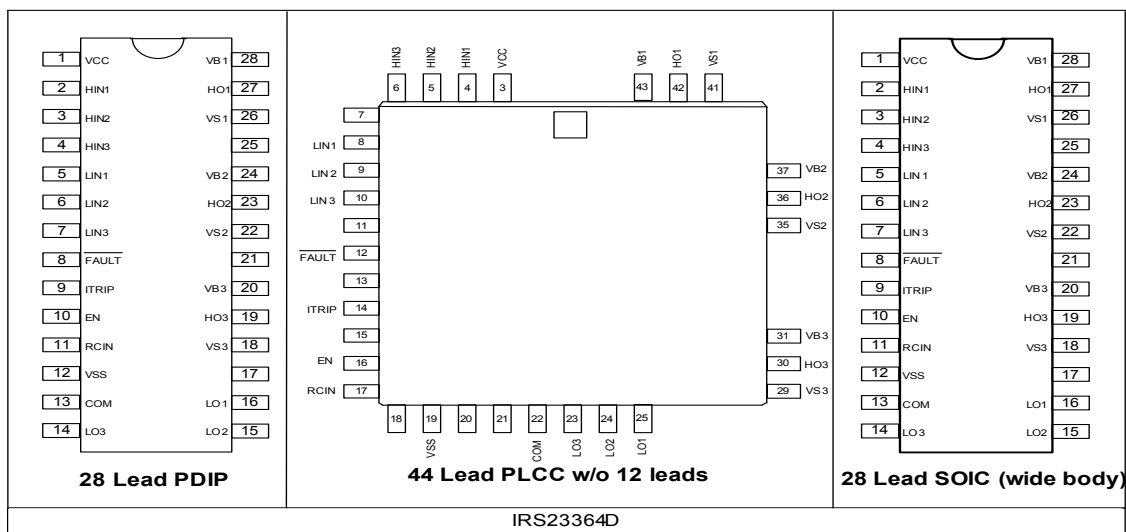 1 VCC VB1 28
2 HIN1 HO1 27
3 HIN2 VS1 26
4 HIN3 25
5 LIN1 VB2 24
6 LIN2 HO2 23
7 LIN3 VS2 22
8 FAULT 21
9 ITRIP VB3 20
10 EN HO3 19
11 RCIN VS3 18
12 VSS 17
13 COM LO1 16
14 LO3 LO2 15
28 Lead PDIP
HIN3 HIN2 HIN1 VCC VB1 HO1 VS1
6 5 4 3 43 42 41
7
LIN1 8
LIN2 9 37 VB2
LIN3 10 36 HO2
11 35 VS2
FAULT 12
13
ITRIP 14
15 31 VB3
EN 16 30 HO3
RCIN 17 29 VS3
18 19 20 21 22 23 24 25
VSS COM LO3 LO2 LO1
44 Lead PLCC w/o 12 leads
1 VCC VB1 28
2 HIN1 HO1 27
3 HIN2 VS1 26
4 HIN3 25
5 LIN1 VB2 24
6 LIN2 HO2 23
7 LIN3 VS2 22
8 FAULT 21
9 ITRIP VB3 20
10 EN HO3 19
11 RCIN VS3 18
12 VSS 17
13 COM LO1 16
14 LO3 LO2 15
28 Lead SOIC (wide body)
IRS23364D